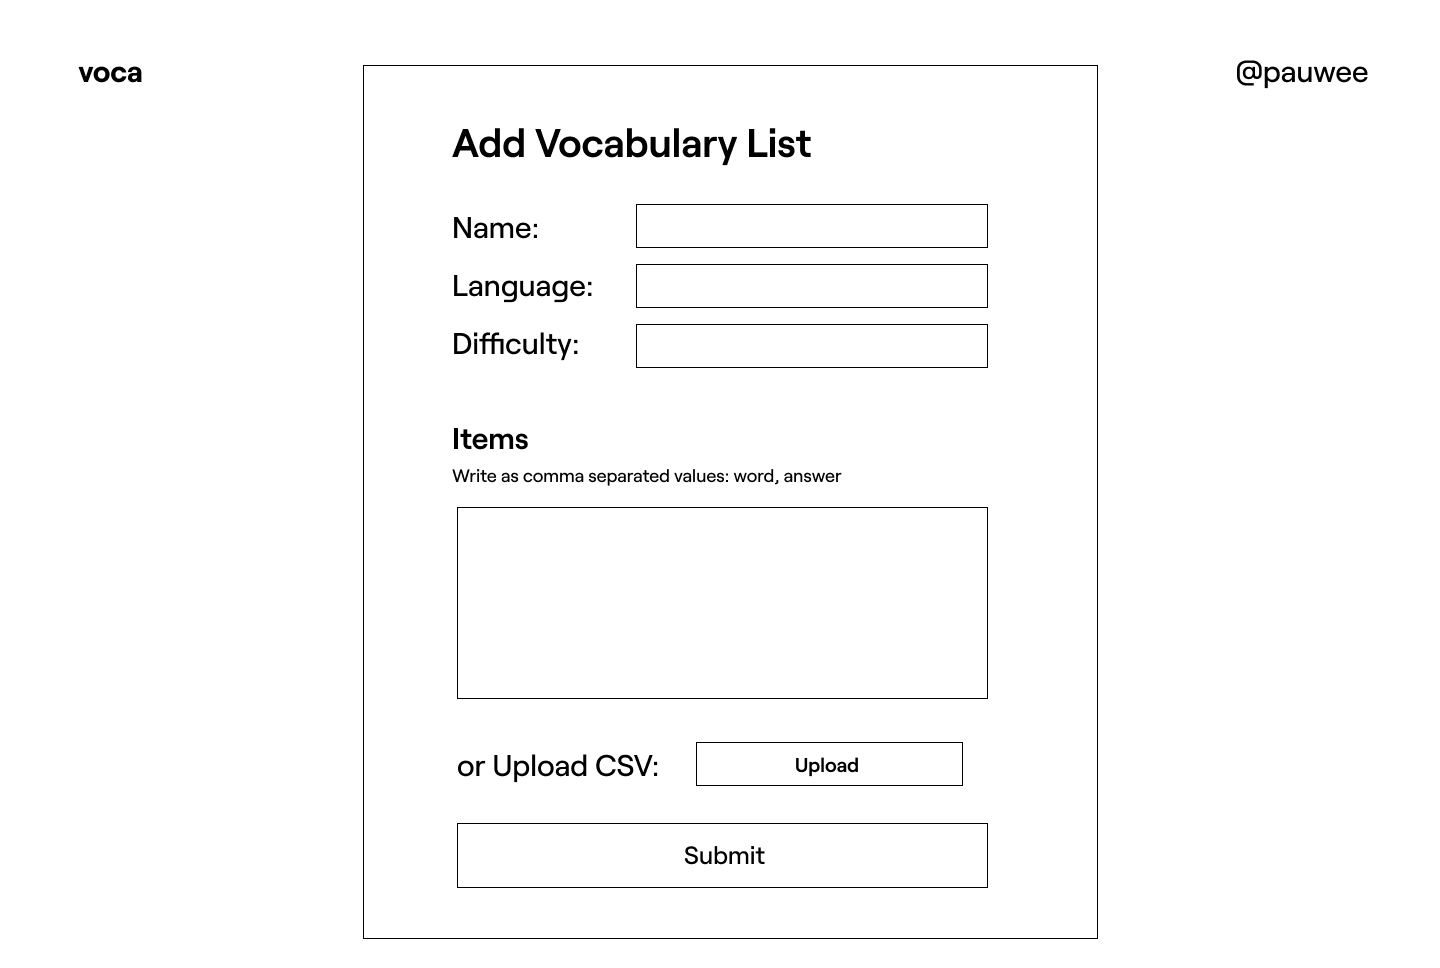 voca
@pauwee
Add Vocabulary List
Name:
Language:
Difficulty:
Items
Write as comma separated values: word, answer
or Upload CSV:
Upload
Submit